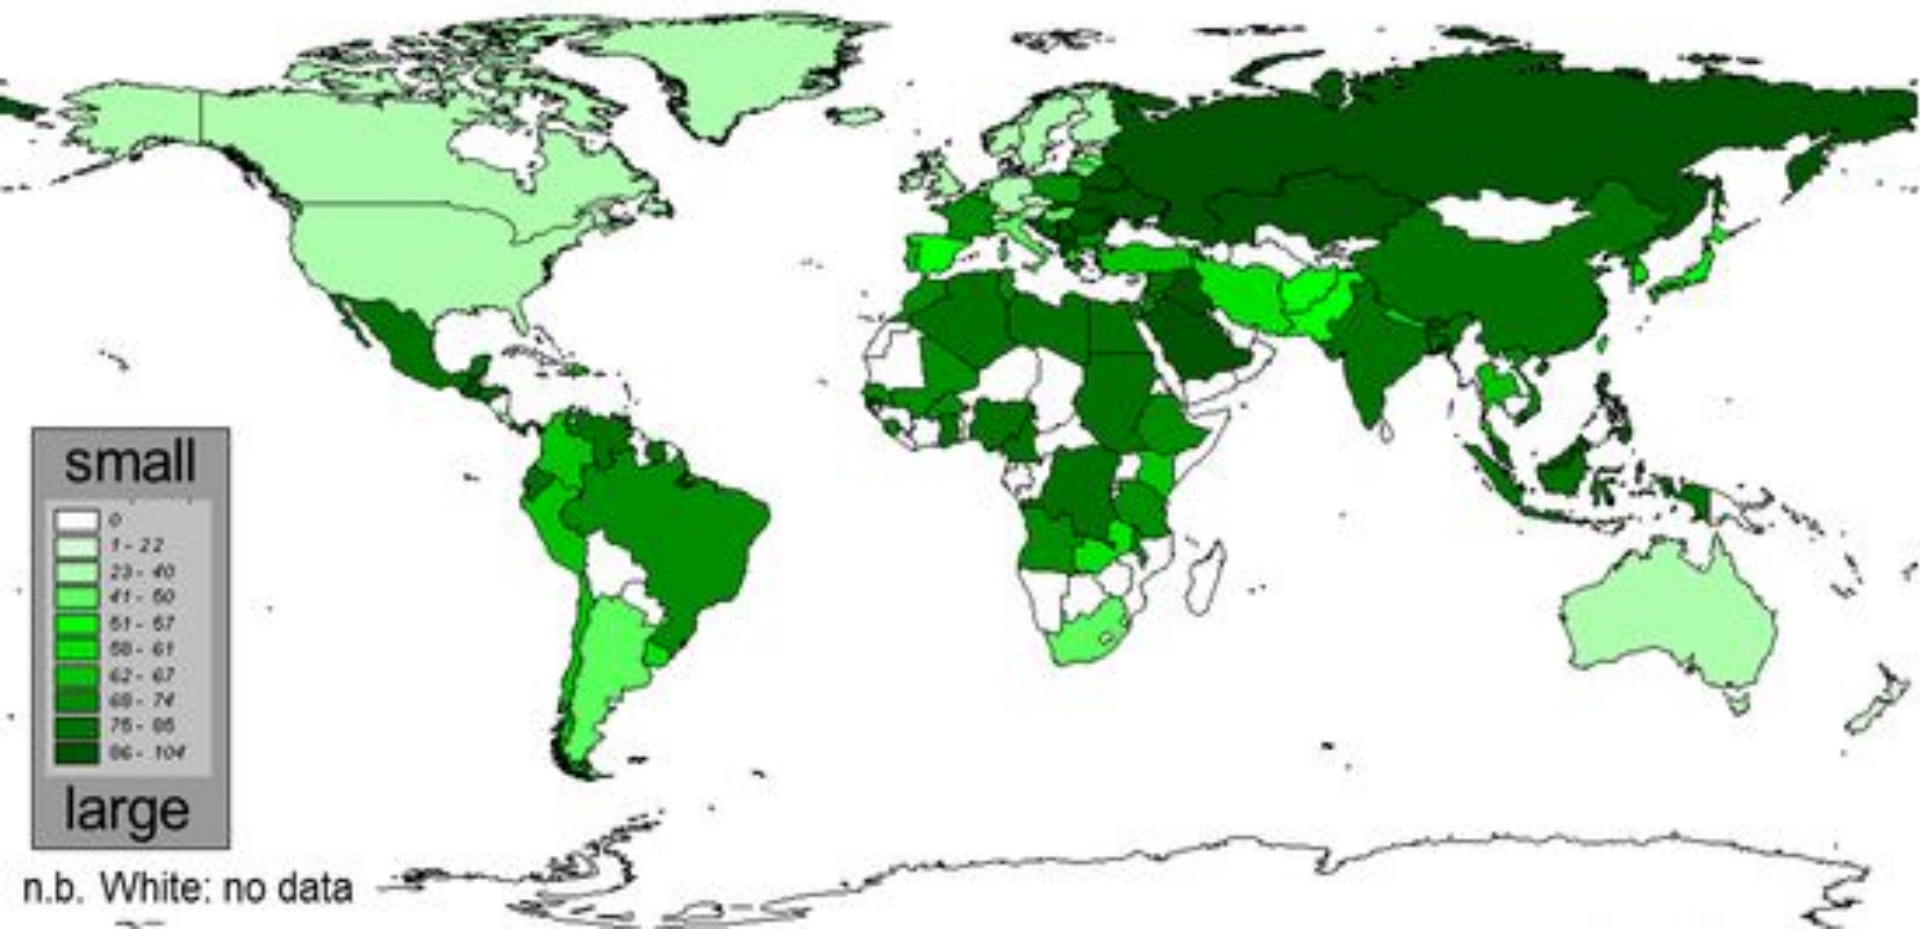 small
0
1 - 22
23 - 40
41 - 50
51 - 57
58 - 61
62 - 67
68 - 74
75 - 85
86 - 104
large
n.b. White: no data